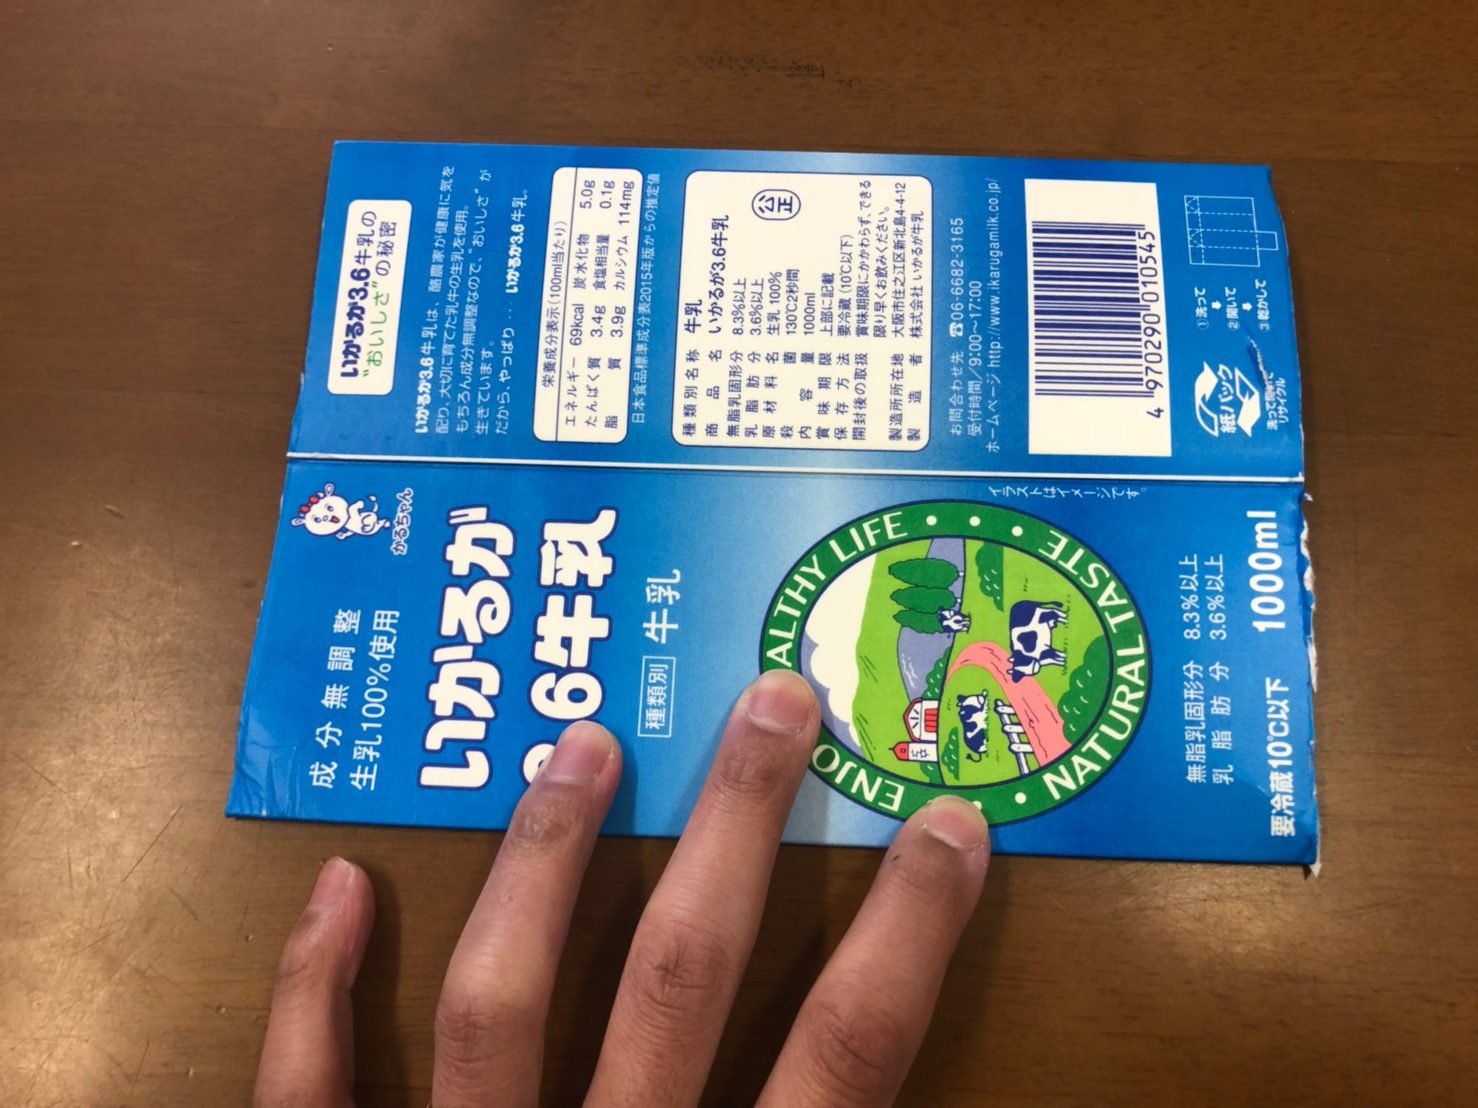 いかるが3.6牛乳の
"おいしさ"の秘密
いかるが3.6牛乳は、酪農家が健康に気を
配り、大切に育てた乳牛の生乳を使用。
もちろん成分無調整なので、"おいしさ"が
生きています。
だから、やっぱり・・・いかるが3.6牛乳。
栄養成分表示(100ml当たり)
エネルギー 69kcal 炭水化物 5.0g
たんぱく質 3.4g 食塩相当量 0.1g
脂質 3.9g カルシウム 114mg
日本食品標準成分表2015年版からの推定値
種類別名称 牛乳
商品名 いかるが3.6牛乳
無脂乳固形分 8.3%以上
乳脂肪分 3.6%以上
原材料名 生乳100%
殺菌 130℃2秒間
内容量 1000ml
賞味期限 上部に記載
保存方法 要冷蔵(10℃以下)
開封後の取扱 賞味期限にかかわらず、できる
限り早くお飲みください。
製造所所在地 大阪市住之江区新北島4-4-12
製造者 株式会社 いかるが牛乳
公正
お問合わせ先 ☎06-6682-3165
受付時間/9:00〜17:00
ホームページ http://www.ikarugamilk.co.jp/
4 970290 010545
①洗って
②開いて
③乾かして
紙パック
洗って開いて
リサイクル
かるちゃん
成分無調整
生乳100%使用
いかるが
6牛乳
種類別 牛乳
ENJO
ALTHY LIFE
NATURAL TASTE
イラストはイメージです。
無脂乳固形分 8.3%以上
乳脂肪分 3.6%以上
要冷蔵10℃以下 1000ml